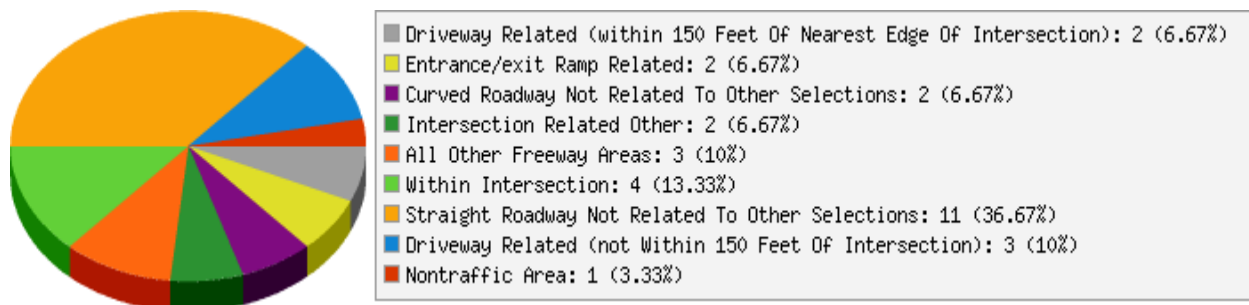 Driveway Related (within 150 Feet Of Nearest Edge Of Intersection): 2 (6.67%)
Entrance/exit Ramp Related: 2 (6.67%)
Curved Roadway Not Related To Other Selections: 2 (6.67%)
Intersection Related Other: 2 (6.67%)
All Other Freeway Areas: 3 (10%)
Within Intersection: 4 (13.33%)
Straight Roadway Not Related To Other Selections: 11 (36.67%)
Driveway Related (not Within 150 Feet Of Intersection): 3 (10%)
Nontraffic Area: 1 (3.33%)